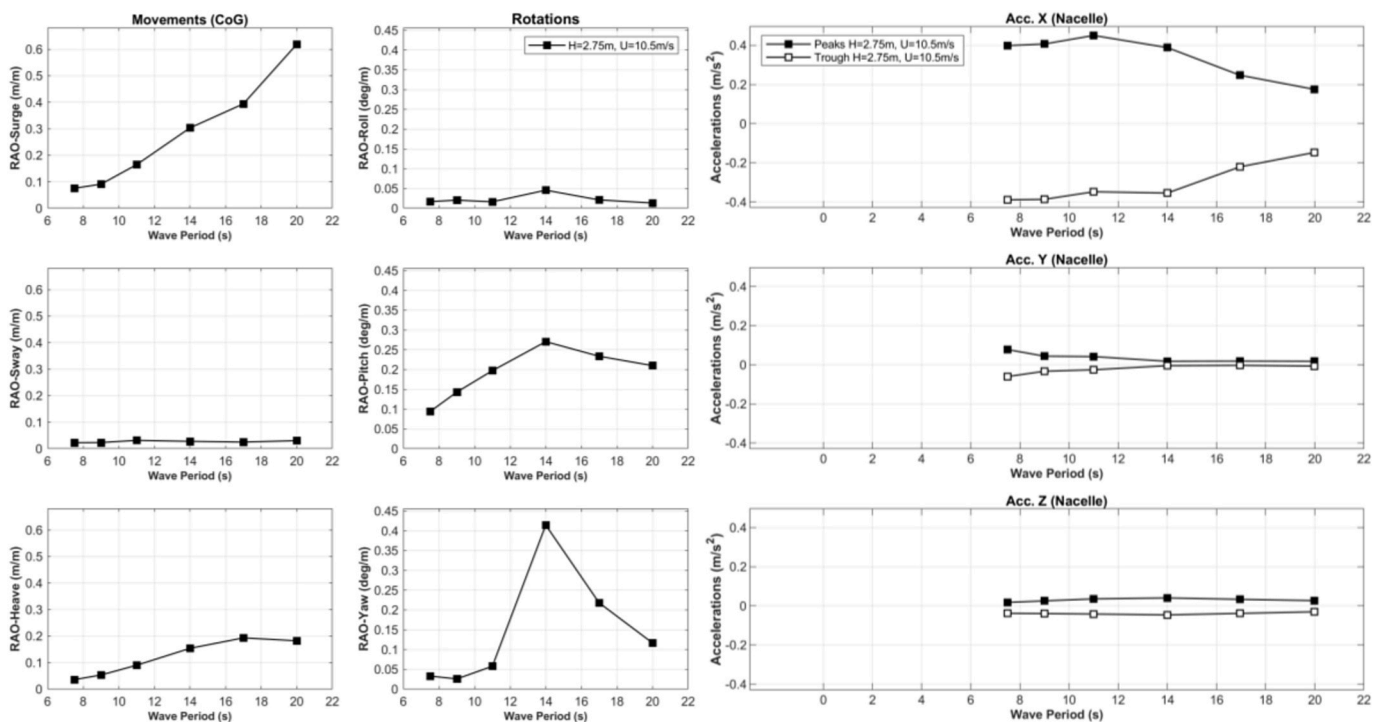 Movements (CoG)
RAO-Surge (m/m)
0.6
0.5
0.4
0.3
0.2
0.1
0
6 8 10 12 14 16 18 20 22
Wave Period (s)
Rotations
H=2.75m, U=10.5m/s
RAO-Roll (deg/m)
0.45
0.4
0.35
0.3
0.25
0.2
0.15
0.1
0.05
0
6 8 10 12 14 16 18 20 22
Wave Period (s)
Acc. X (Nacelle)
Peaks H=2.75m, U=10.5m/s
Trough H=2.75m, U=10.5m/s
Accelerations (m/s²)
0.4
0.2
0
-0.2
-0.4
0 2 4 6 8 10 12 14 16 18 20 22
Wave Period (s)
RAO-Sway (m/m)
0.6
0.5
0.4
0.3
0.2
0.1
0
6 8 10 12 14 16 18 20 22
Wave Period (s)
RAO-Pitch (deg/m)
0.45
0.4
0.35
0.3
0.25
0.2
0.15
0.1
0.05
0
6 8 10 12 14 16 18 20 22
Wave Period (s)
Acc. Y (Nacelle)
Accelerations (m/s²)
0.4
0.2
0
-0.2
-0.4
0 2 4 6 8 10 12 14 16 18 20 22
Wave Period (s)
RAO-Heave (m/m)
0.6
0.5
0.4
0.3
0.2
0.1
0
6 8 10 12 14 16 18 20 22
Wave Period (s)
RAO-Yaw (deg/m)
0.45
0.4
0.35
0.3
0.25
0.2
0.15
0.1
0.05
0
6 8 10 12 14 16 18 20 22
Wave Period (s)
Acc. Z (Nacelle)
Accelerations (m/s²)
0.4
0.2
0
-0.2
-0.4
0 2 4 6 8 10 12 14 16 18 20 22
Wave Period (s)